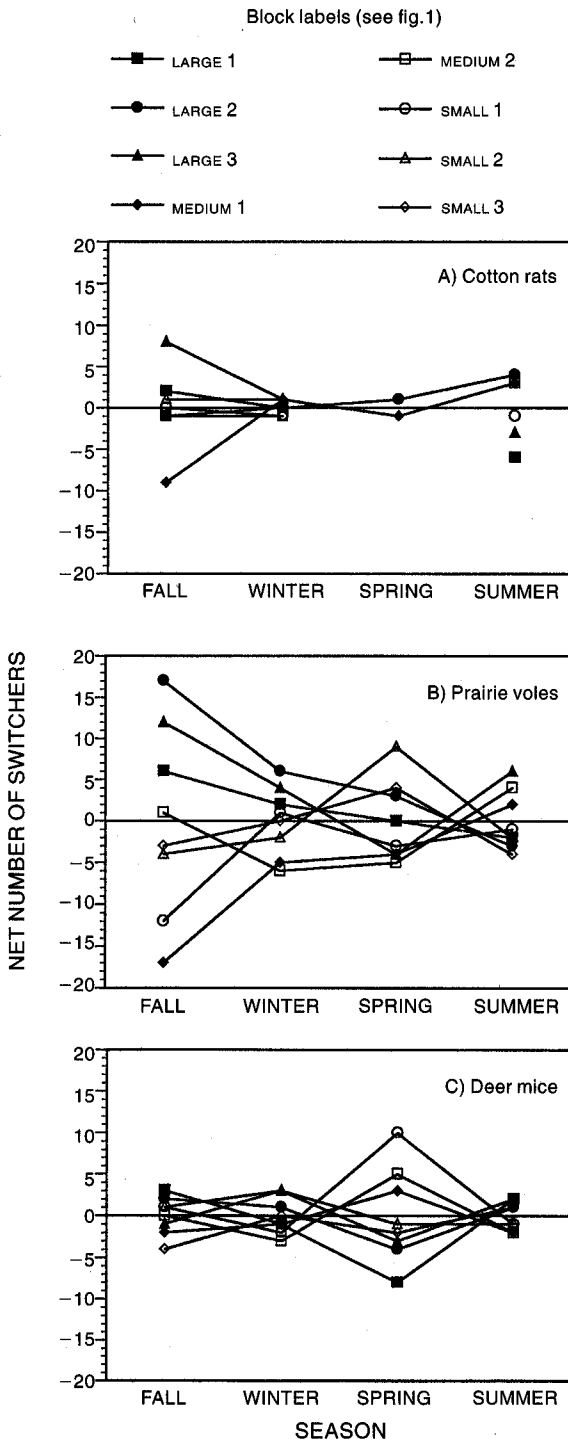 Block labels (see fig.1)
LARGE 1
MEDIUM 2
LARGE 2
SMALL 1
LARGE 3
SMALL 2
MEDIUM 1
SMALL 3
NET NUMBER OF SWITCHERS
A) Cotton rats
20
15
10
5
0
−5
−10
−15
−20
FALL WINTER SPRING SUMMER
B) Prairie voles
20
15
10
5
0
−5
−10
−15
−20
FALL WINTER SPRING SUMMER
C) Deer mice
20
15
10
5
0
−5
−10
−15
−20
FALL WINTER SPRING SUMMER
SEASON